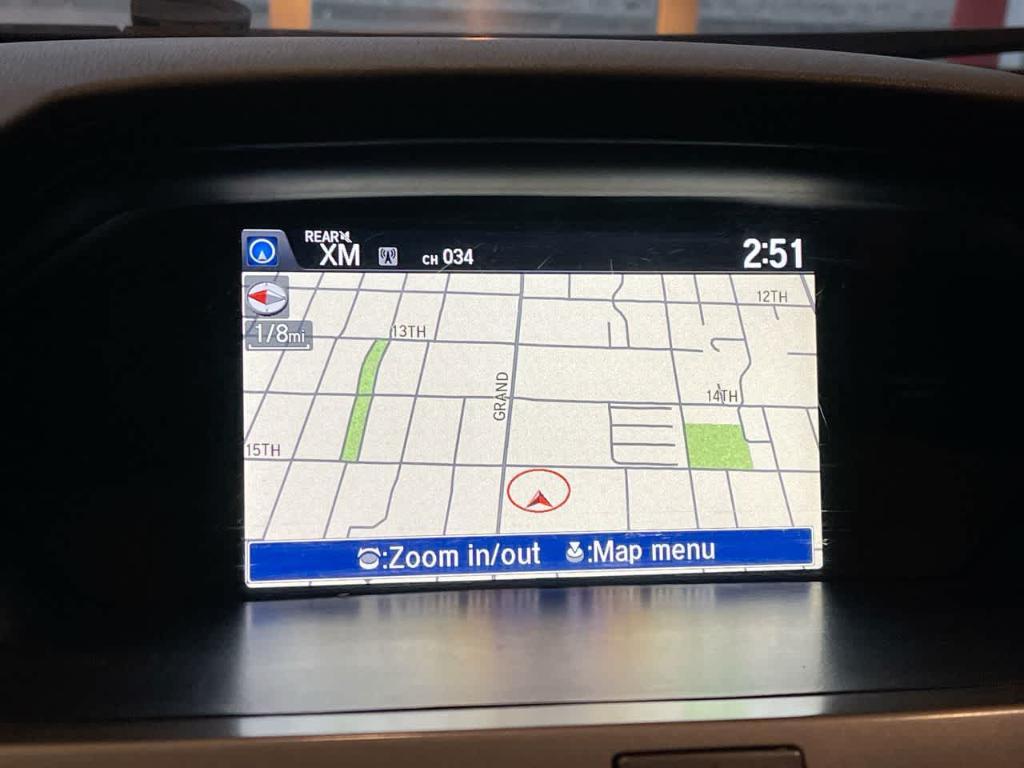 REAR
XM CH 034 2:51
12TH
1/8mi
13TH
GRAND
14TH
15TH
:Zoom in/out :Map menu